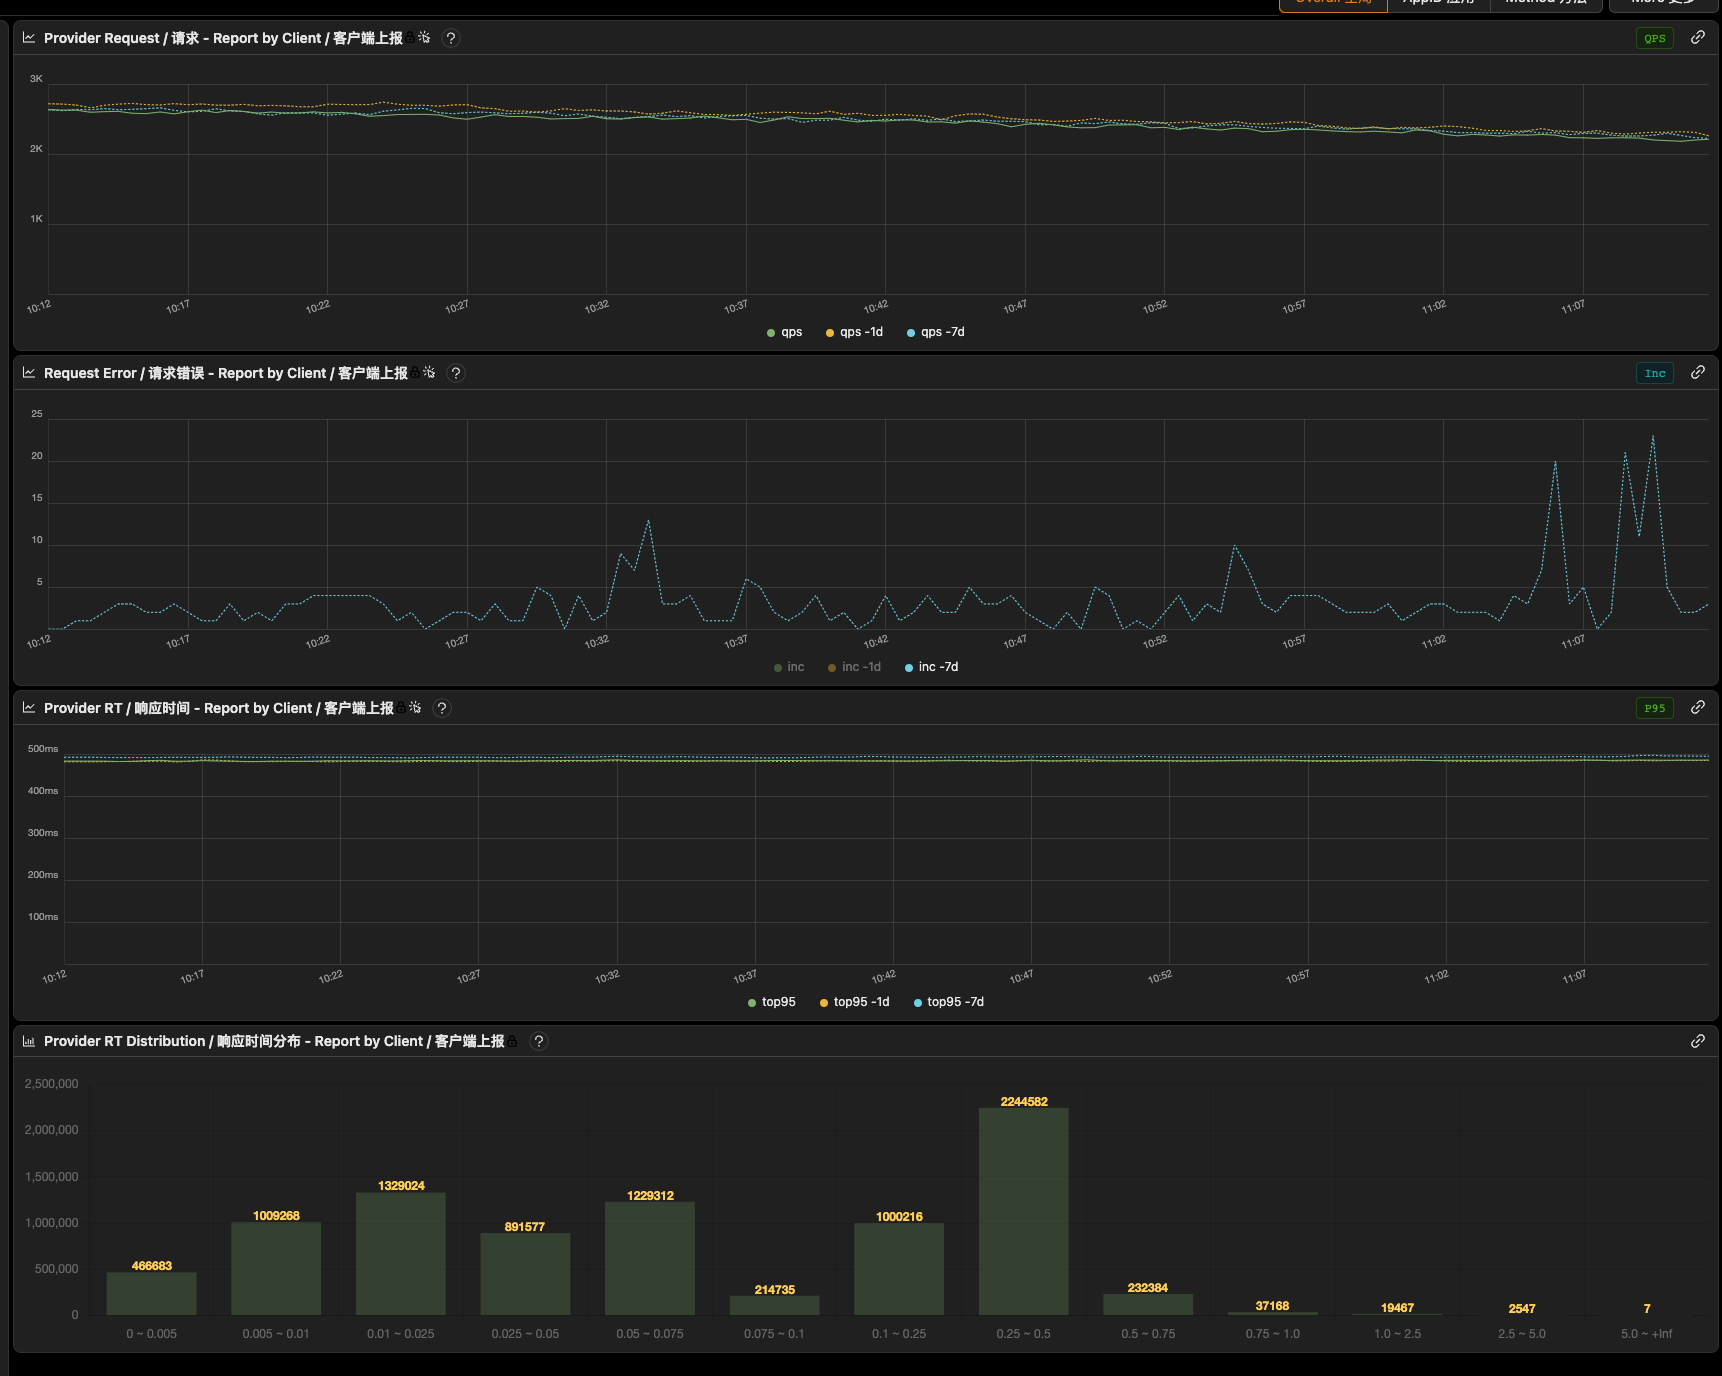 Overall 全局 AppID 应用 Method 方法 More 更多
Provider Request / 请求 - Report by Client / 客户端上报 ? QPS
3K
2K
1K
10:12 10:17 10:22 10:27 10:32 10:37 10:42 10:47 10:52 10:57 11:02 11:07
qps qps -1d qps -7d
Request Error / 请求错误 - Report by Client / 客户端上报 ? Inc
25
20
15
10
5
10:12 10:17 10:22 10:27 10:32 10:37 10:42 10:47 10:52 10:57 11:02 11:07
inc inc -1d inc -7d
Provider RT / 响应时间 - Report by Client / 客户端上报 ? P95
500ms
400ms
300ms
200ms
100ms
10:12 10:17 10:22 10:27 10:32 10:37 10:42 10:47 10:52 10:57 11:02 11:07
top95 top95 -1d top95 -7d
Provider RT Distribution / 响应时间分布 - Report by Client / 客户端上报 ?
2,500,000
2,000,000
1,500,000
1,000,000
500,000
0
466683 1009268 1329024 891577 1229312 214735 1000216 2244582 232384 37168 19467 2547 7
0 ~ 0.005 0.005 ~ 0.01 0.01 ~ 0.025 0.025 ~ 0.05 0.05 ~ 0.075 0.075 ~ 0.1 0.1 ~ 0.25 0.25 ~ 0.5 0.5 ~ 0.75 0.75 ~ 1.0 1.0 ~ 2.5 2.5 ~ 5.0 5.0 ~ +Inf